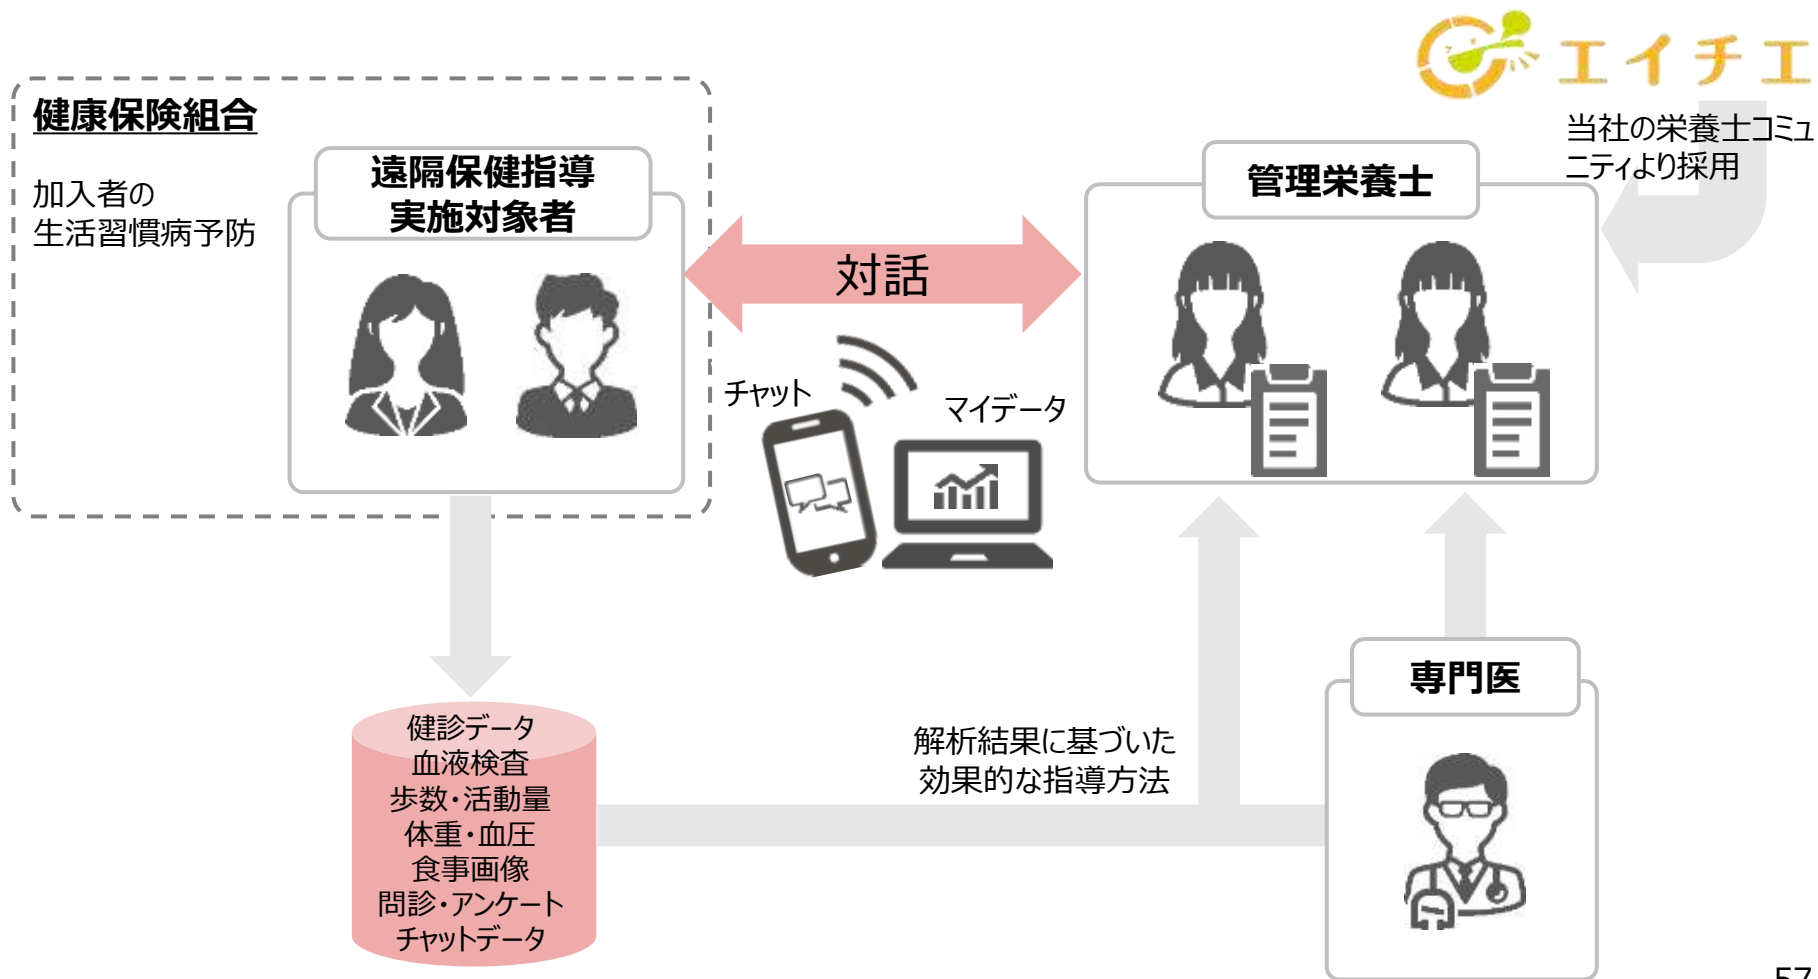 エイチエ
当社の栄養士コミュ
ニティより採用
健康保険組合
加入者の
生活習慣病予防
遠隔保健指導
実施対象者
対話
管理栄養士
チャット
マイデータ
専門医
解析結果に基づいた
効果的な指導方法
健診データ
血液検査
歩数・活動量
体重・血圧
食事画像
問診・アンケート
チャットデータ
57